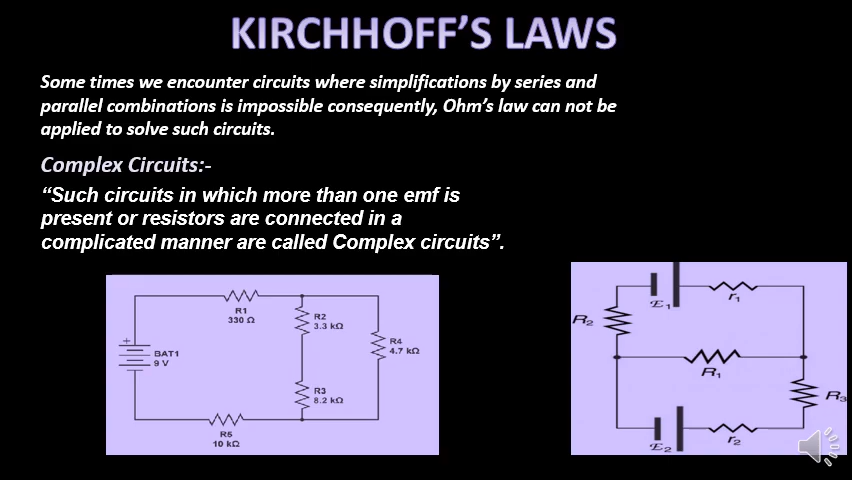 KIRCHHOFF'S LAWS
Some times we encounter circuits where simplifications by series and
parallel combinations is impossible consequently, Ohm's law can not be
applied to solve such circuits.
Complex Circuits:-
“Such circuits in which more than one emf is
present or resistors are connected in a
complicated manner are called Complex circuits”.
R1
330 Ω
R2
3.3 kΩ
R4
4.7 kΩ
+
BAT1
9 V
R3
8.2 kΩ
R5
10 kΩ
ℰ1
r1
R2
R1
R3
ℰ2
r2